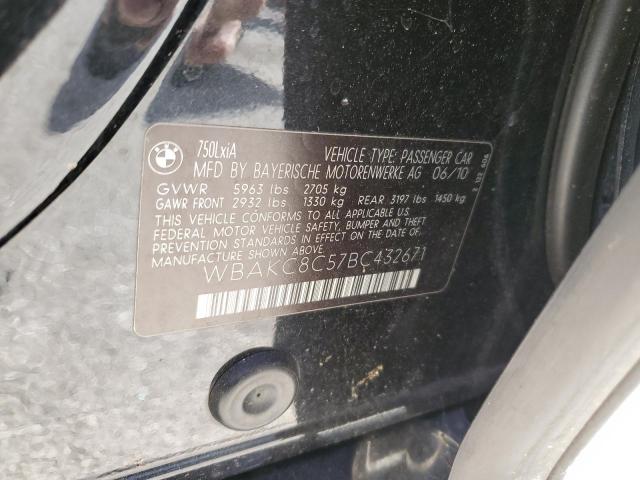 BMW
750LxiA
VEHICLE TYPE: PASSENGER CAR
MFD BY BAYERISCHE MOTORENWERKE AG 06/10
GVWR 5963 lbs 2705 kg
GAWR FRONT 2932 lbs 1330 kg REAR 3197 lbs 1450 kg
THIS VEHICLE CONFORMS TO ALL APPLICABLE
FEDERAL MOTOR VEHICLE SAFETY, BUMPER AND THEFT
PREVENTION STANDARDS IN EFFECT ON THE DATE OF
MANUFACTURE SHOWN ABOVE.
WBAKC8C57BC432671